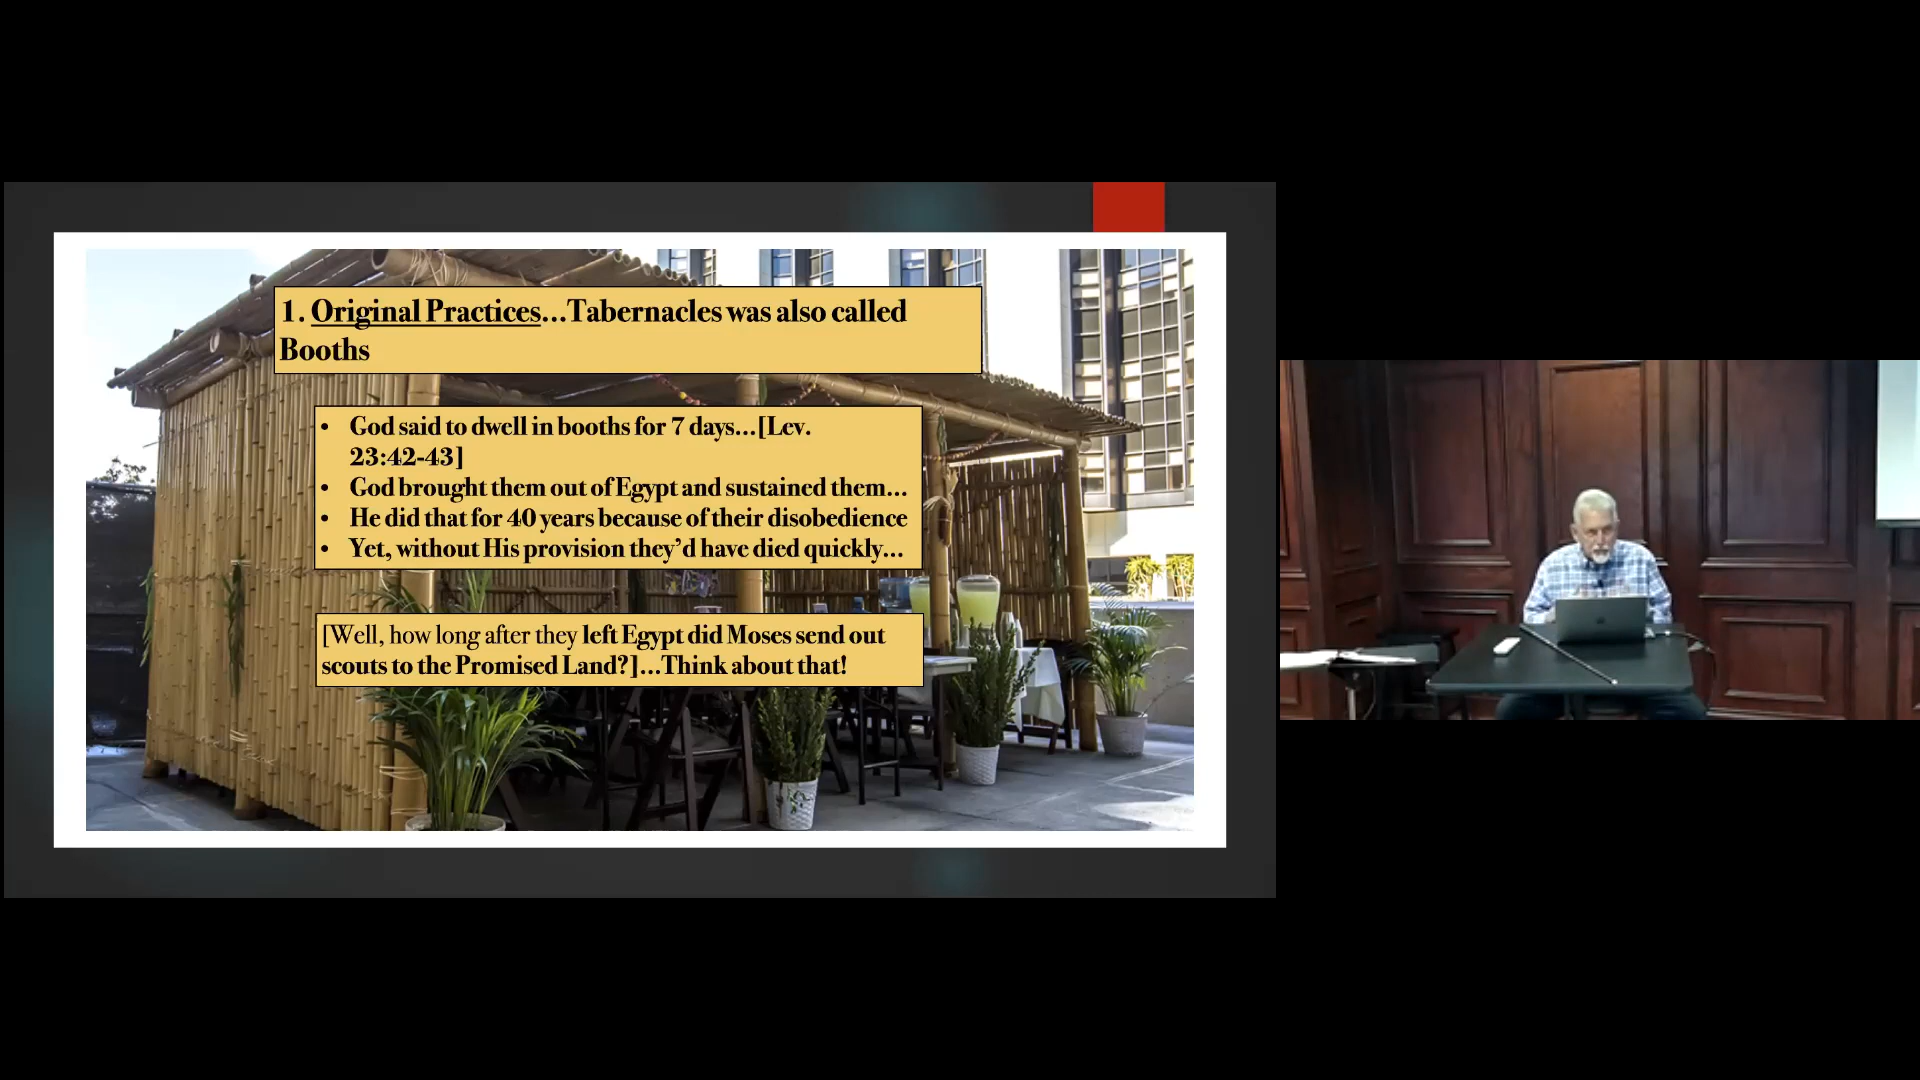 1. Original Practices...Tabernacles was also called
Booths
• God said to dwell in booths for 7 days...[Lev.
23:42-43]
• God brought them out of Egypt and sustained them...
• He did that for 40 years because of their disobedience
• Yet, without His provision they’d have died quickly...
[Well, how long after they left Egypt did Moses send out
scouts to the Promised Land?]...Think about that!